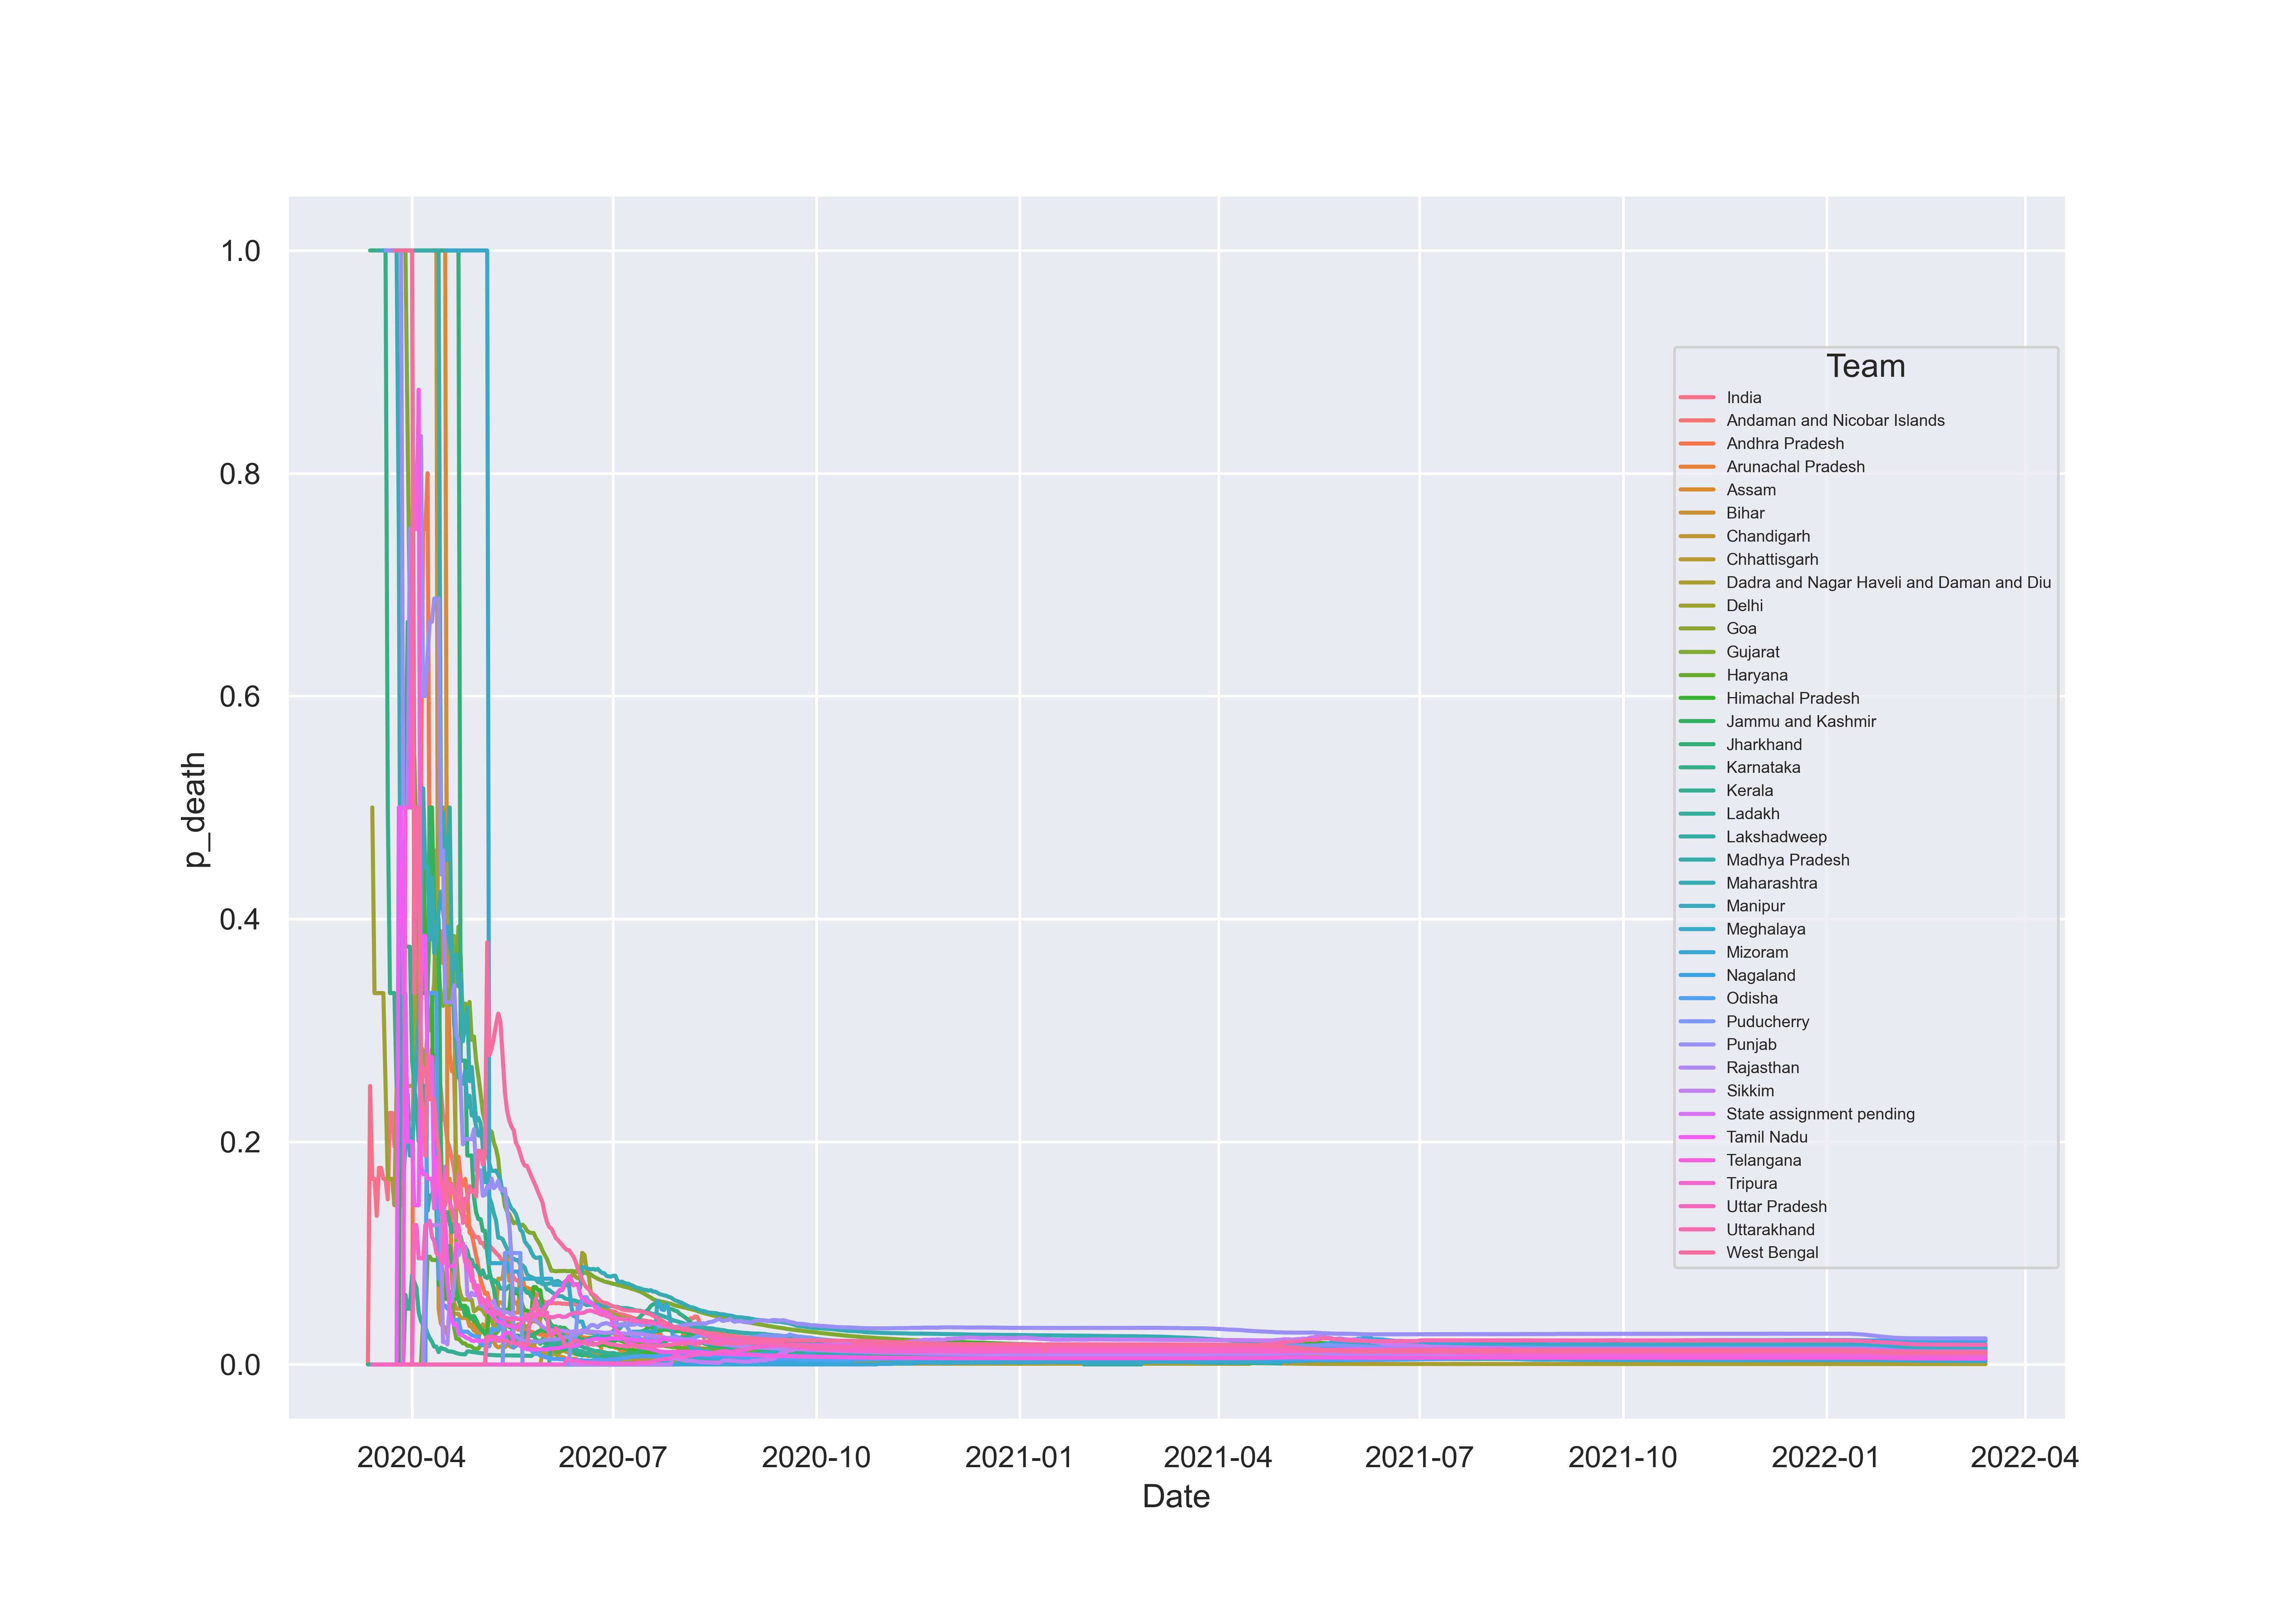 1.0
0.8
0.6
0.4
0.2
0.0
p_death
2020-04 2020-07 2020-10 2021-01 2021-04 2021-07 2021-10 2022-01 2022-04
Date
Team
India
Andaman and Nicobar Islands
Andhra Pradesh
Arunachal Pradesh
Assam
Bihar
Chandigarh
Chhattisgarh
Dadra and Nagar Haveli and Daman and Diu
Delhi
Goa
Gujarat
Haryana
Himachal Pradesh
Jammu and Kashmir
Jharkhand
Karnataka
Kerala
Ladakh
Lakshadweep
Madhya Pradesh
Maharashtra
Manipur
Meghalaya
Mizoram
Nagaland
Odisha
Puducherry
Punjab
Rajasthan
Sikkim
State assignment pending
Tamil Nadu
Telangana
Tripura
Uttar Pradesh
Uttarakhand
West Bengal